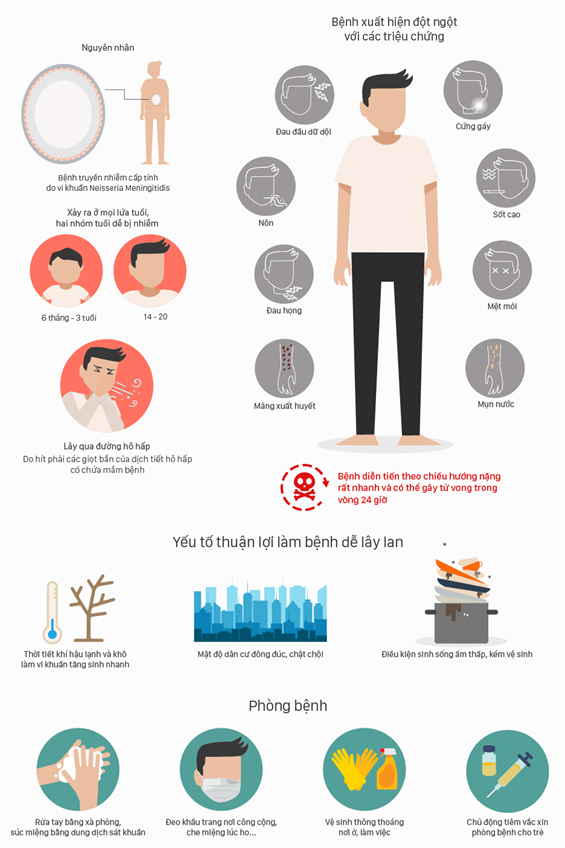 Nguyên nhân
Bệnh truyền nhiễm cấp tính
do vi khuẩn Neisseria Meningitidis
Xảy ra ở mọi lứa tuổi,
hai nhóm tuổi dễ bị nhiễm
6 tháng - 3 tuổi
14 - 20
Lây qua đường hô hấp
Do hít phải các giọt bắn của dịch tiết hô hấp
có chứa mầm bệnh
Bệnh xuất hiện đột ngột
với các triệu chứng
Đau đầu dữ dội
Cứng gáy
Nôn
Sốt cao
Đau họng
Mệt mỏi
Mảng xuất huyết
Mụn nước
Bệnh diễn tiến theo chiều hướng nặng
rất nhanh và có thể gây tử vong trong
vòng 24 giờ
Yếu tố thuận lợi làm bệnh dễ lây lan
Thời tiết khí hậu lạnh và khô
làm vi khuẩn tăng sinh nhanh
Mật độ dân cư đông đúc, chật chội
Điều kiện sinh sống ẩm thấp, kém vệ sinh
Phòng bệnh
Rửa tay bằng xà phòng,
súc miệng bằng dung dịch sát khuẩn
Đeo khẩu trang nơi công cộng,
che miệng lúc ho...
Vệ sinh thông thoáng
nơi ở, làm việc
Chủ động tiêm vắc xin
phòng bệnh cho trẻ